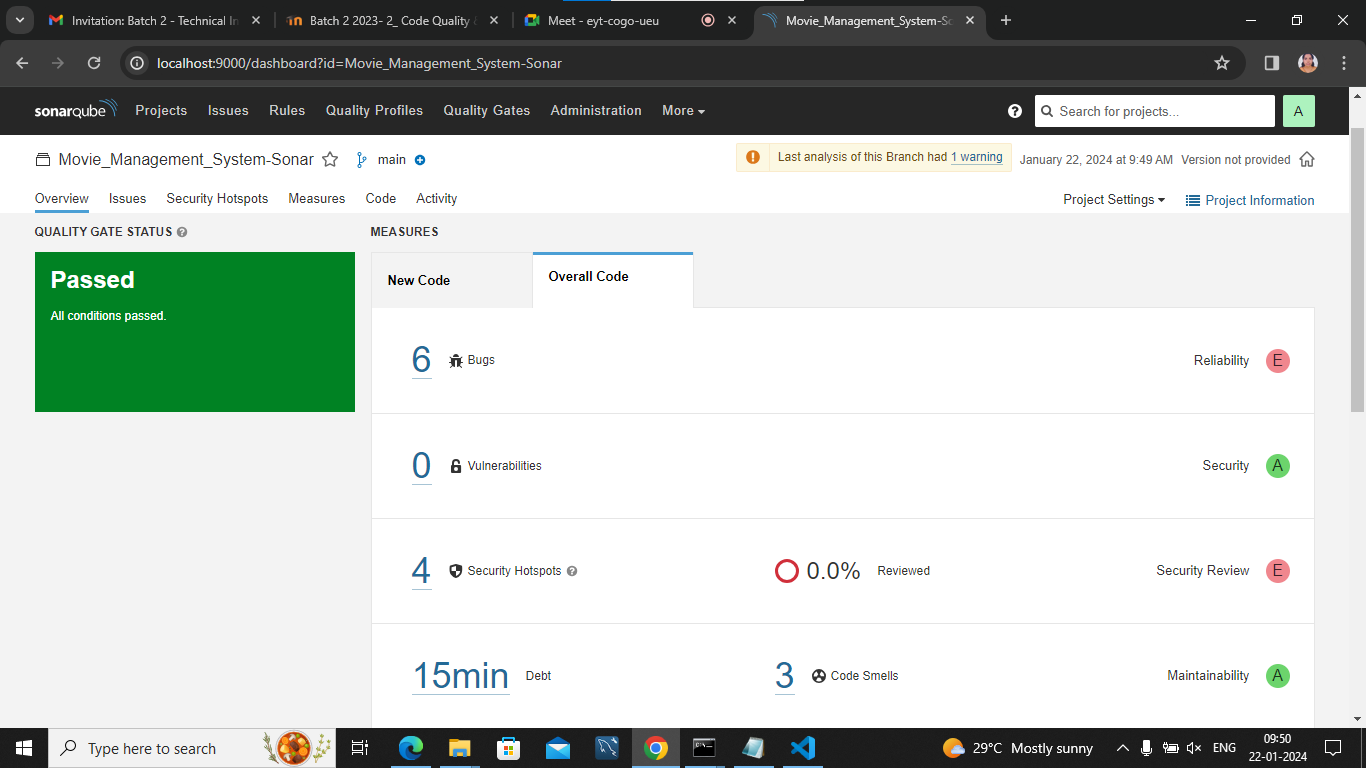 Invitation: Batch 2 - Technical In
Batch 2 2023- 2_ Code Quality &
Meet - eyt-cogo-ueu
Movie_Management_System-So
localhost:9000/dashboard?id=Movie_Management_System-Sonar
sonarqube Projects Issues Rules Quality Profiles Quality Gates Administration More Search for projects... A
Movie_Management_System-Sonar main Last analysis of this Branch had 1 warning January 22, 2024 at 9:49 AM Version not provided
Overview Issues Security Hotspots Measures Code Activity Project Settings Project Information
QUALITY GATE STATUS MEASURES
Passed
All conditions passed.
New Code Overall Code
6 Bugs Reliability E
0 Vulnerabilities Security A
4 Security Hotspots 0.0% Reviewed Security Review E
15min Debt 3 Code Smells Maintainability A
Type here to search 29°C Mostly sunny ENG 09:50
22-01-2024